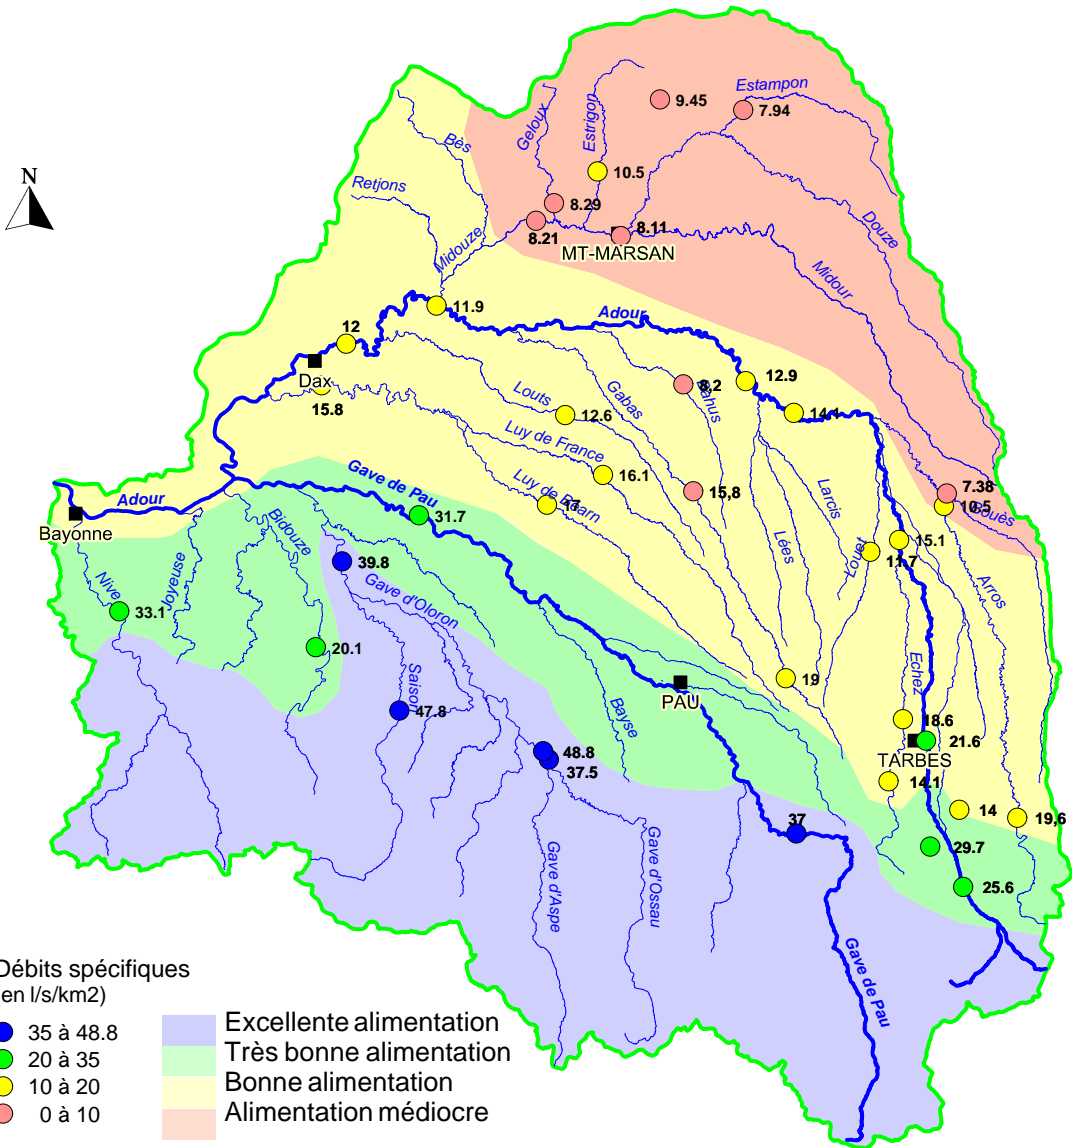 Estampon
9.45
7.94
Geloux
Estrigon
Bès
N
10.5
Retjons
8.29
8.11
8.21
Douze
MT-MARSAN
Midouze
Midour
11.9
Adour
12
12.9
Dax
8,2
Bahus
Louts
Gabas
14.1
15.8
12.6
Luy de France
Gave de Pau
16.1
Luy de Béarn
Larcis
7.38
Adour
17
15,8
10.5
Gouès
Bayonne
Bidouze
31.7
15.1
Lées
Louet
11.7
Joyeuse
39.8
Nive
Gave d'Oloron
Arros
33.1
20.1
Saison
Echez
19
PAU
Bayse
47.8
18.6
21.6
48.8
TARBES
37.5
14.1
14
37
19,6
Gave d'Aspe
Gave d'Ossau
29.7
25.6
Gave de Pau
Débits spécifiques
en l/s/km2)
35 à 48.8
20 à 35
10 à 20
0 à 10
Excellente alimentation
Très bonne alimentation
Bonne alimentation
Alimentation médiocre